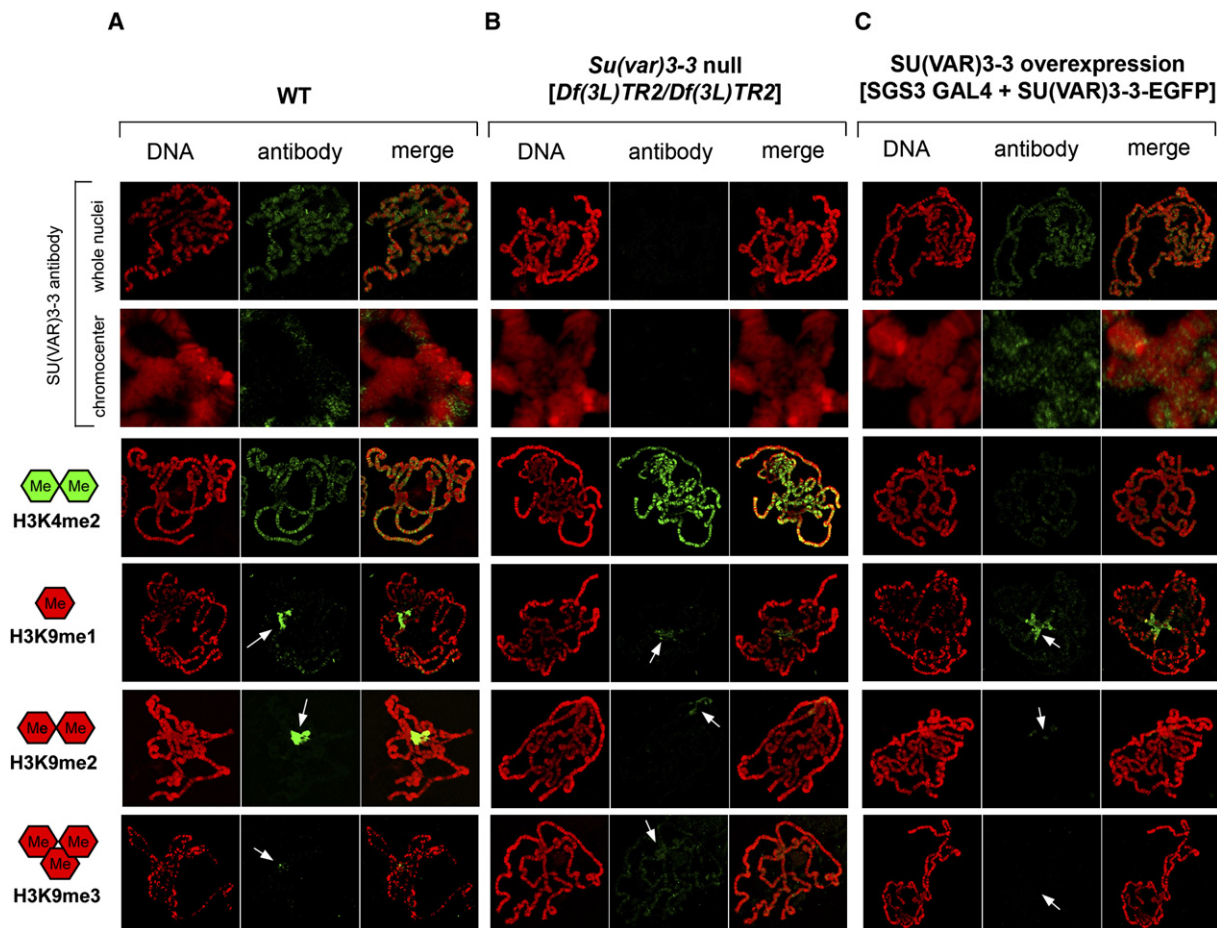 A
B
C
WT
Su(var)3-3 null
[Df(3L)TR2/Df(3L)TR2]
SU(VAR)3-3 overexpression
[SGS3 GAL4 + SU(VAR)3-3-EGFP]
DNA antibody merge
DNA antibody merge
DNA antibody merge
SU(VAR)3-3 antibody
whole nuclei
chromocenter
Me Me
H3K4me2
Me
H3K9me1
Me Me
H3K9me2
Me Me
Me
H3K9me3